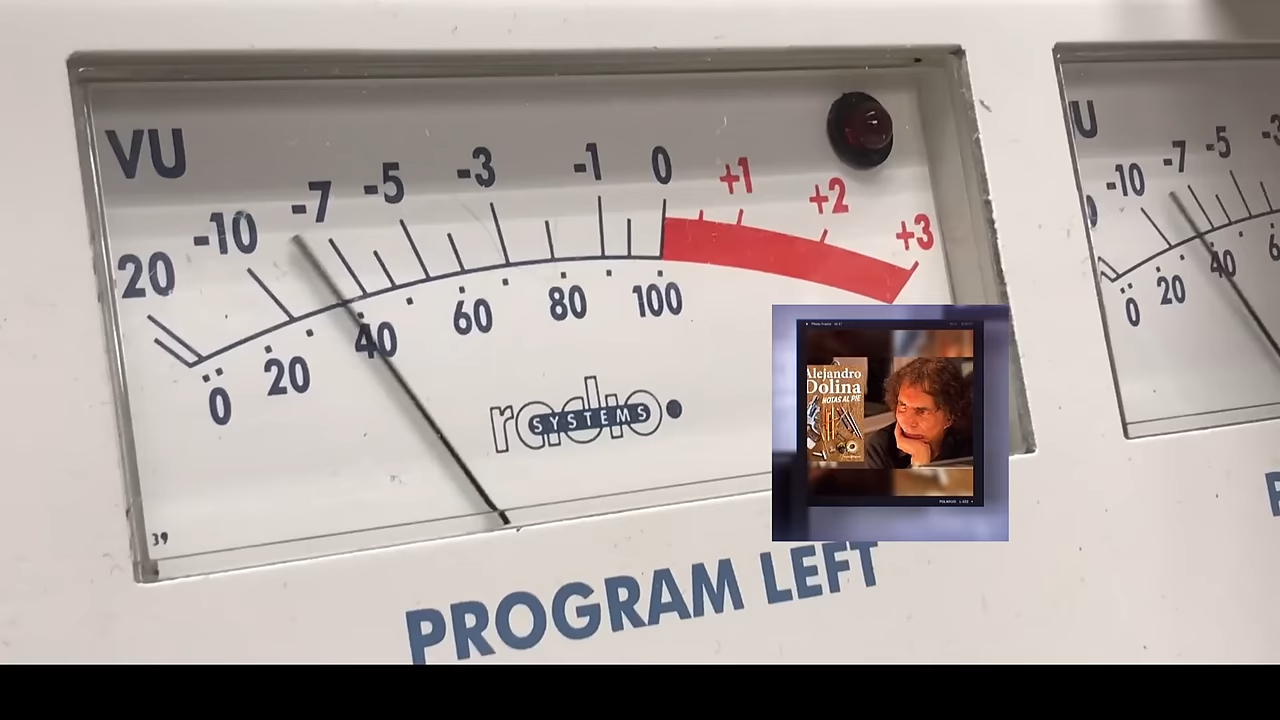 VU
20 -10 -7 -5 -3 -1 0 +1 +2 +3
0 20 40 60 80 100
radio
SYSTEMS
39
PROGRAM LEFT
U
-10 -7 -5
0 20 40
Alejandro
Dolina
NOTAS AL PIE